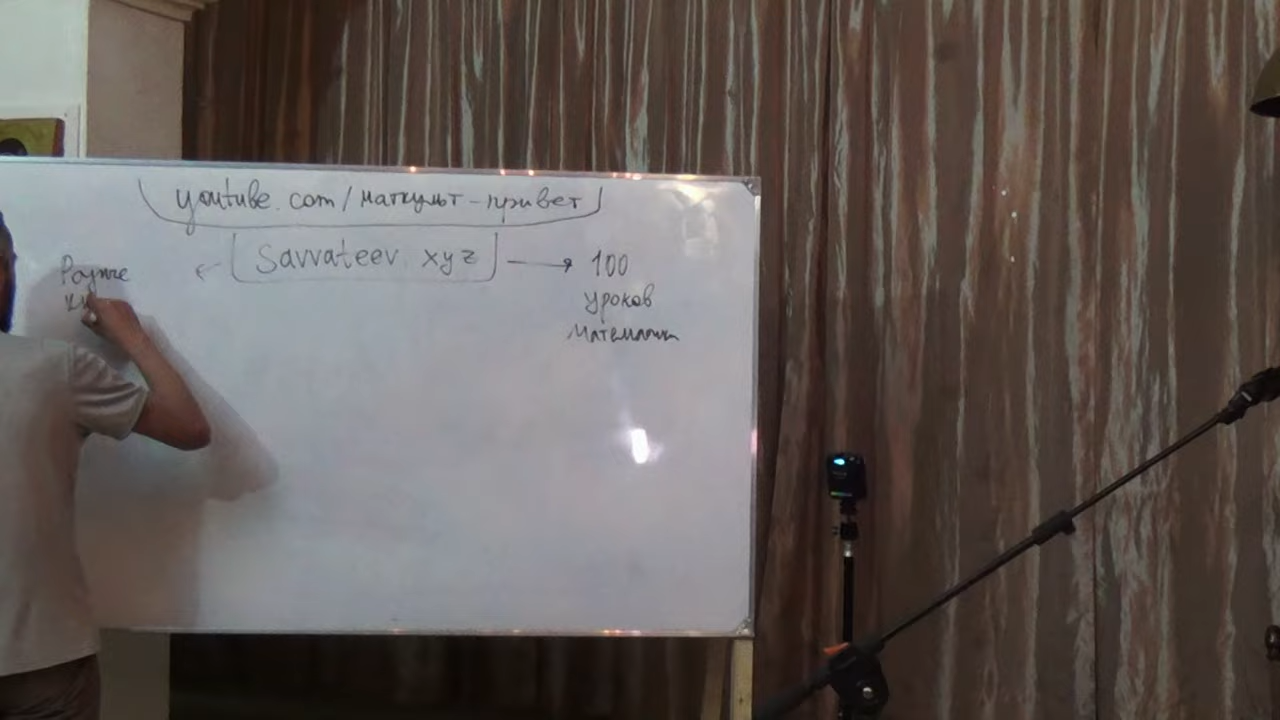 youtube.com/маткульт-привет
Savvateev.xyz
100
уроков
математики